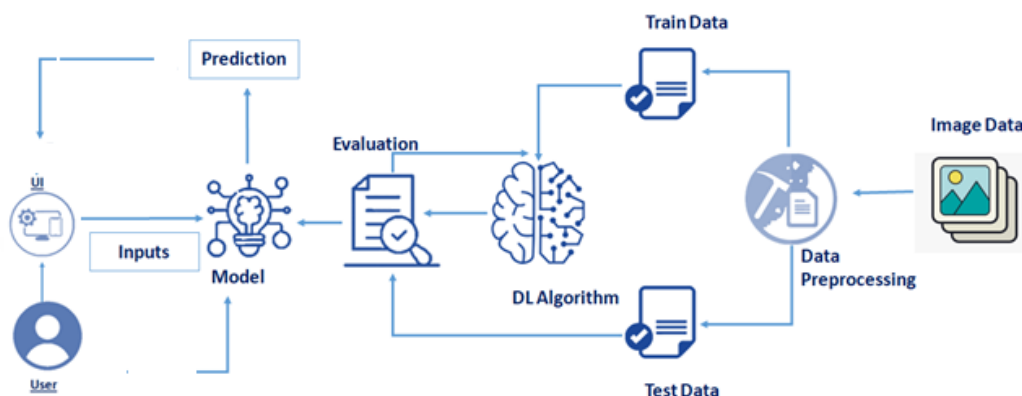 Train Data
Prediction
Image Data
Evaluation
UI
Inputs
Model
Data
Preprocessing
DL Algorithm
User
Test Data